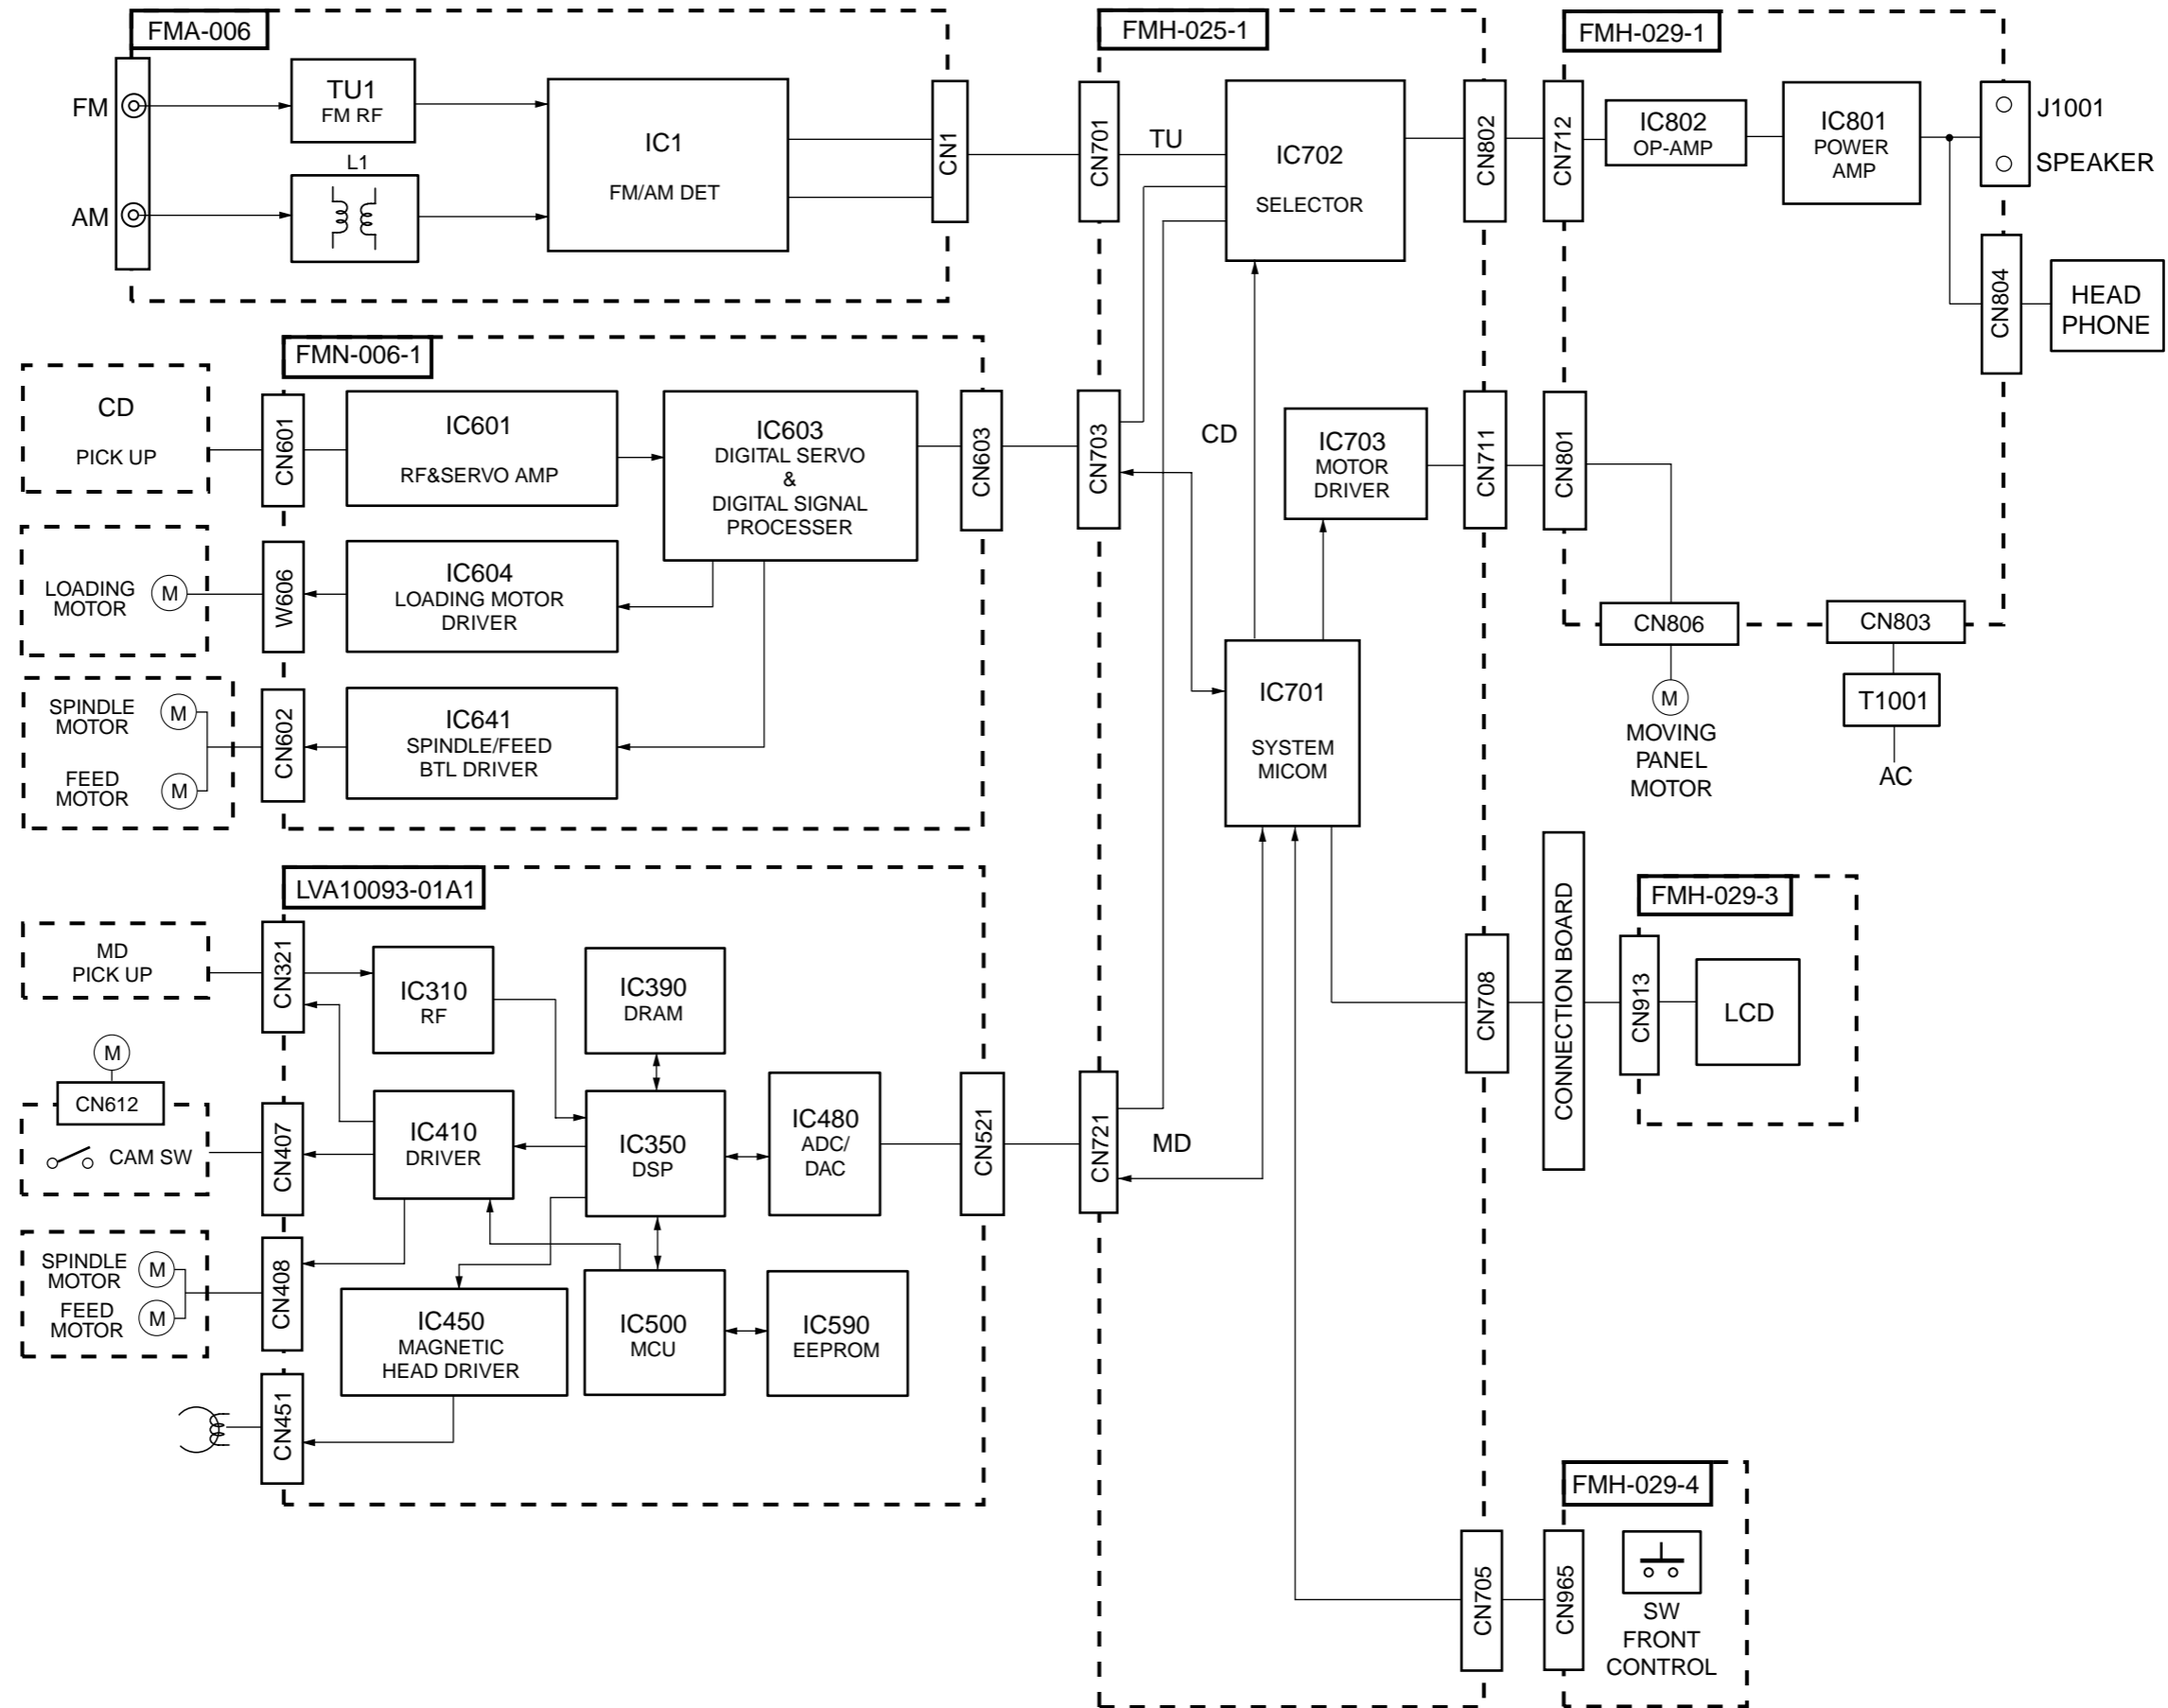 FMA-006
FM
AM
TU1
FM RF
L1
IC1
FM/AM DET
CN1
FMH-025-1
CN701
TU
IC702
SELECTOR
CN802
FMH-029-1
CN712
IC802
OP-AMP
IC801
POWER
AMP
J1001
SPEAKER
CN804
HEAD
PHONE
FMN-006-1
CD
PICK UP
CN601
IC601
RF&SERVO AMP
IC603
DIGITAL SERVO
&
DIGITAL SIGNAL
PROCESSER
CN603
CN703
CD
IC703
MOTOR
DRIVER
CN711
CN801
LOADING
MOTOR
M
W606
IC604
LOADING MOTOR
DRIVER
SPINDLE
MOTOR
M
FEED
MOTOR
M
CN602
IC641
SPINDLE/FEED
BTL DRIVER
IC701
SYSTEM
MICOM
CN806
M
MOVING
PANEL
MOTOR
CN803
T1001
AC
LVA10093-01A1
MD
PICK UP
CN321
IC310
RF
IC390
DRAM
M
CN612
CAM SW
CN407
IC410
DRIVER
IC350
DSP
IC480
ADC/
DAC
CN521
CN721
MD
SPINDLE
MOTOR
M
FEED
MOTOR
M
CN408
IC450
MAGNETIC
HEAD DRIVER
IC500
MCU
IC590
EEPROM
CN451
CN708
CONNECTION BOARD
FMH-029-3
CN913
LCD
CN705
CN965
FMH-029-4
SW
FRONT
CONTROL